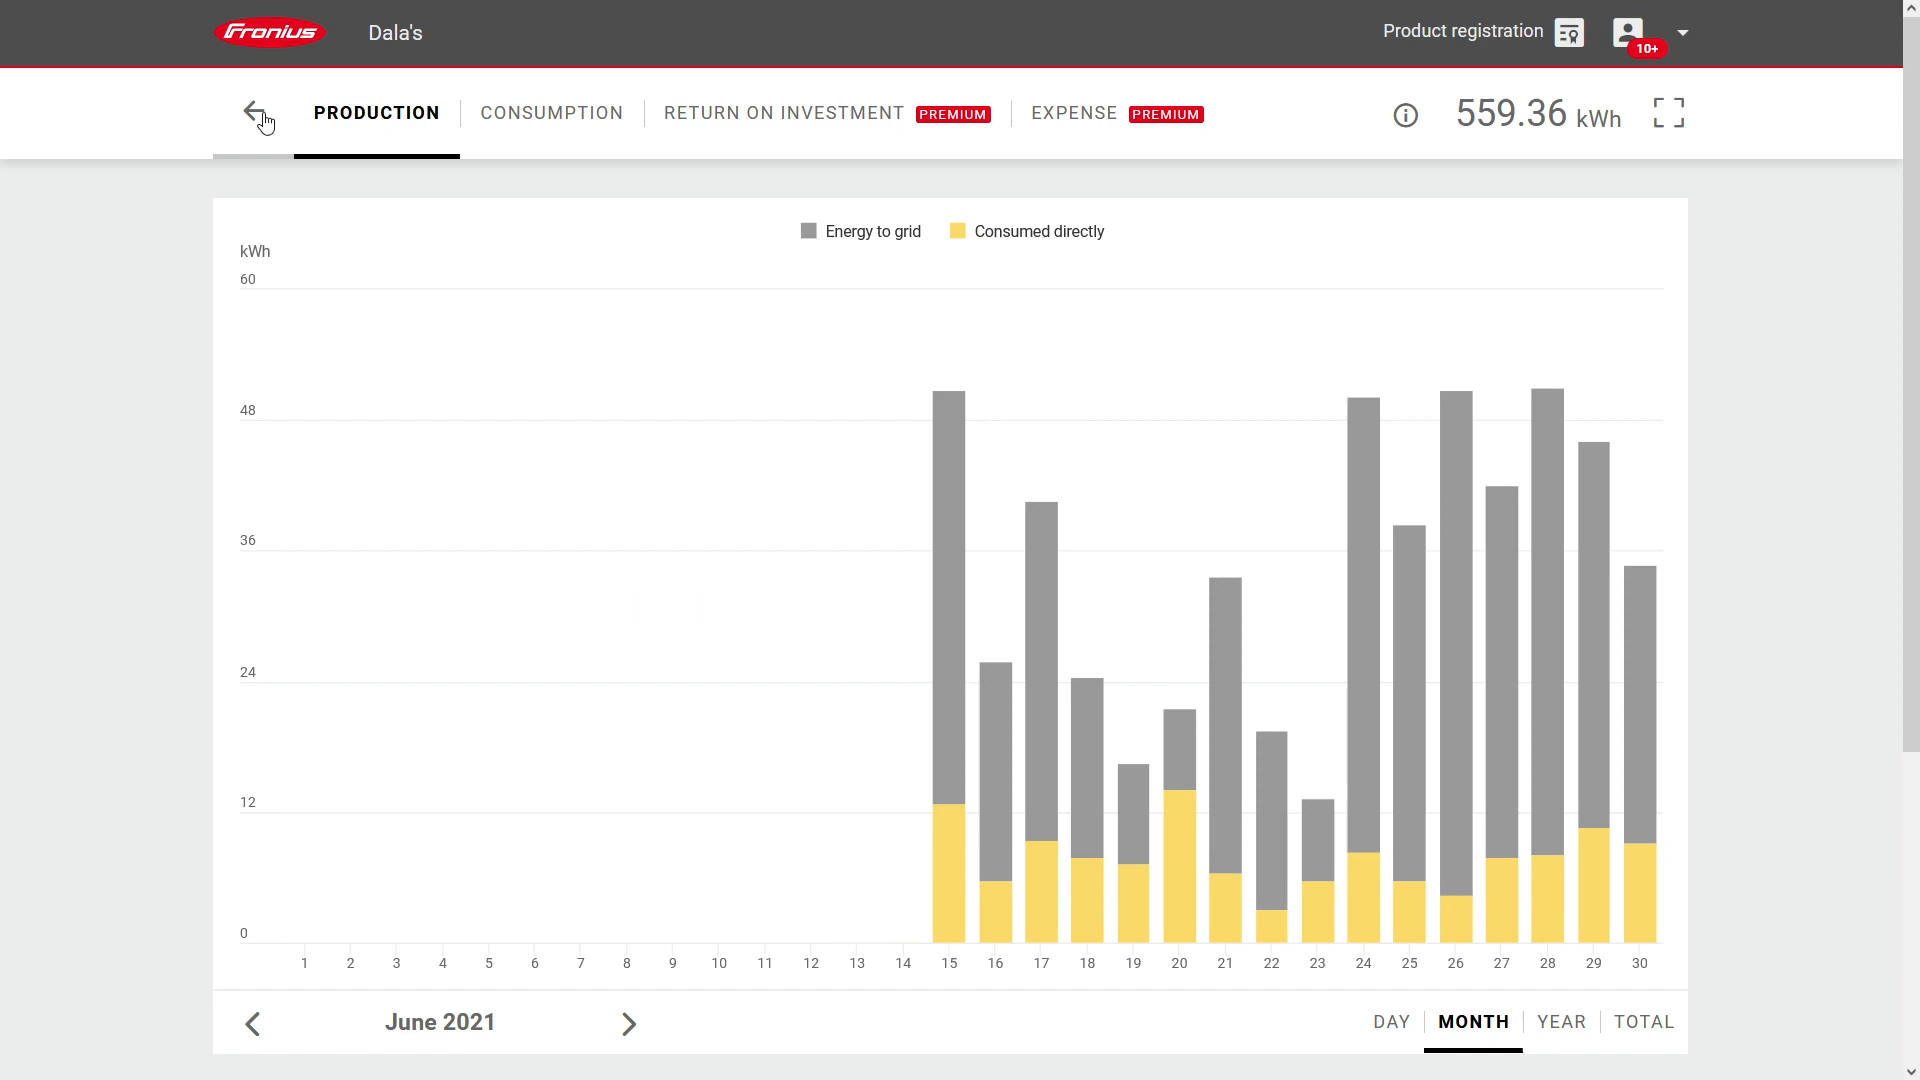 Fronius
Dala's
Product registration
10+
PRODUCTION
CONSUMPTION
RETURN ON INVESTMENT PREMIUM
EXPENSE PREMIUM
559.36 kWh
Energy to grid
Consumed directly
kWh
60
48
36
24
12
0
1 2 3 4 5 6 7 8 9 10 11 12 13 14 15 16 17 18 19 20 21 22 23 24 25 26 27 28 29 30
June 2021
DAY MONTH YEAR TOTAL